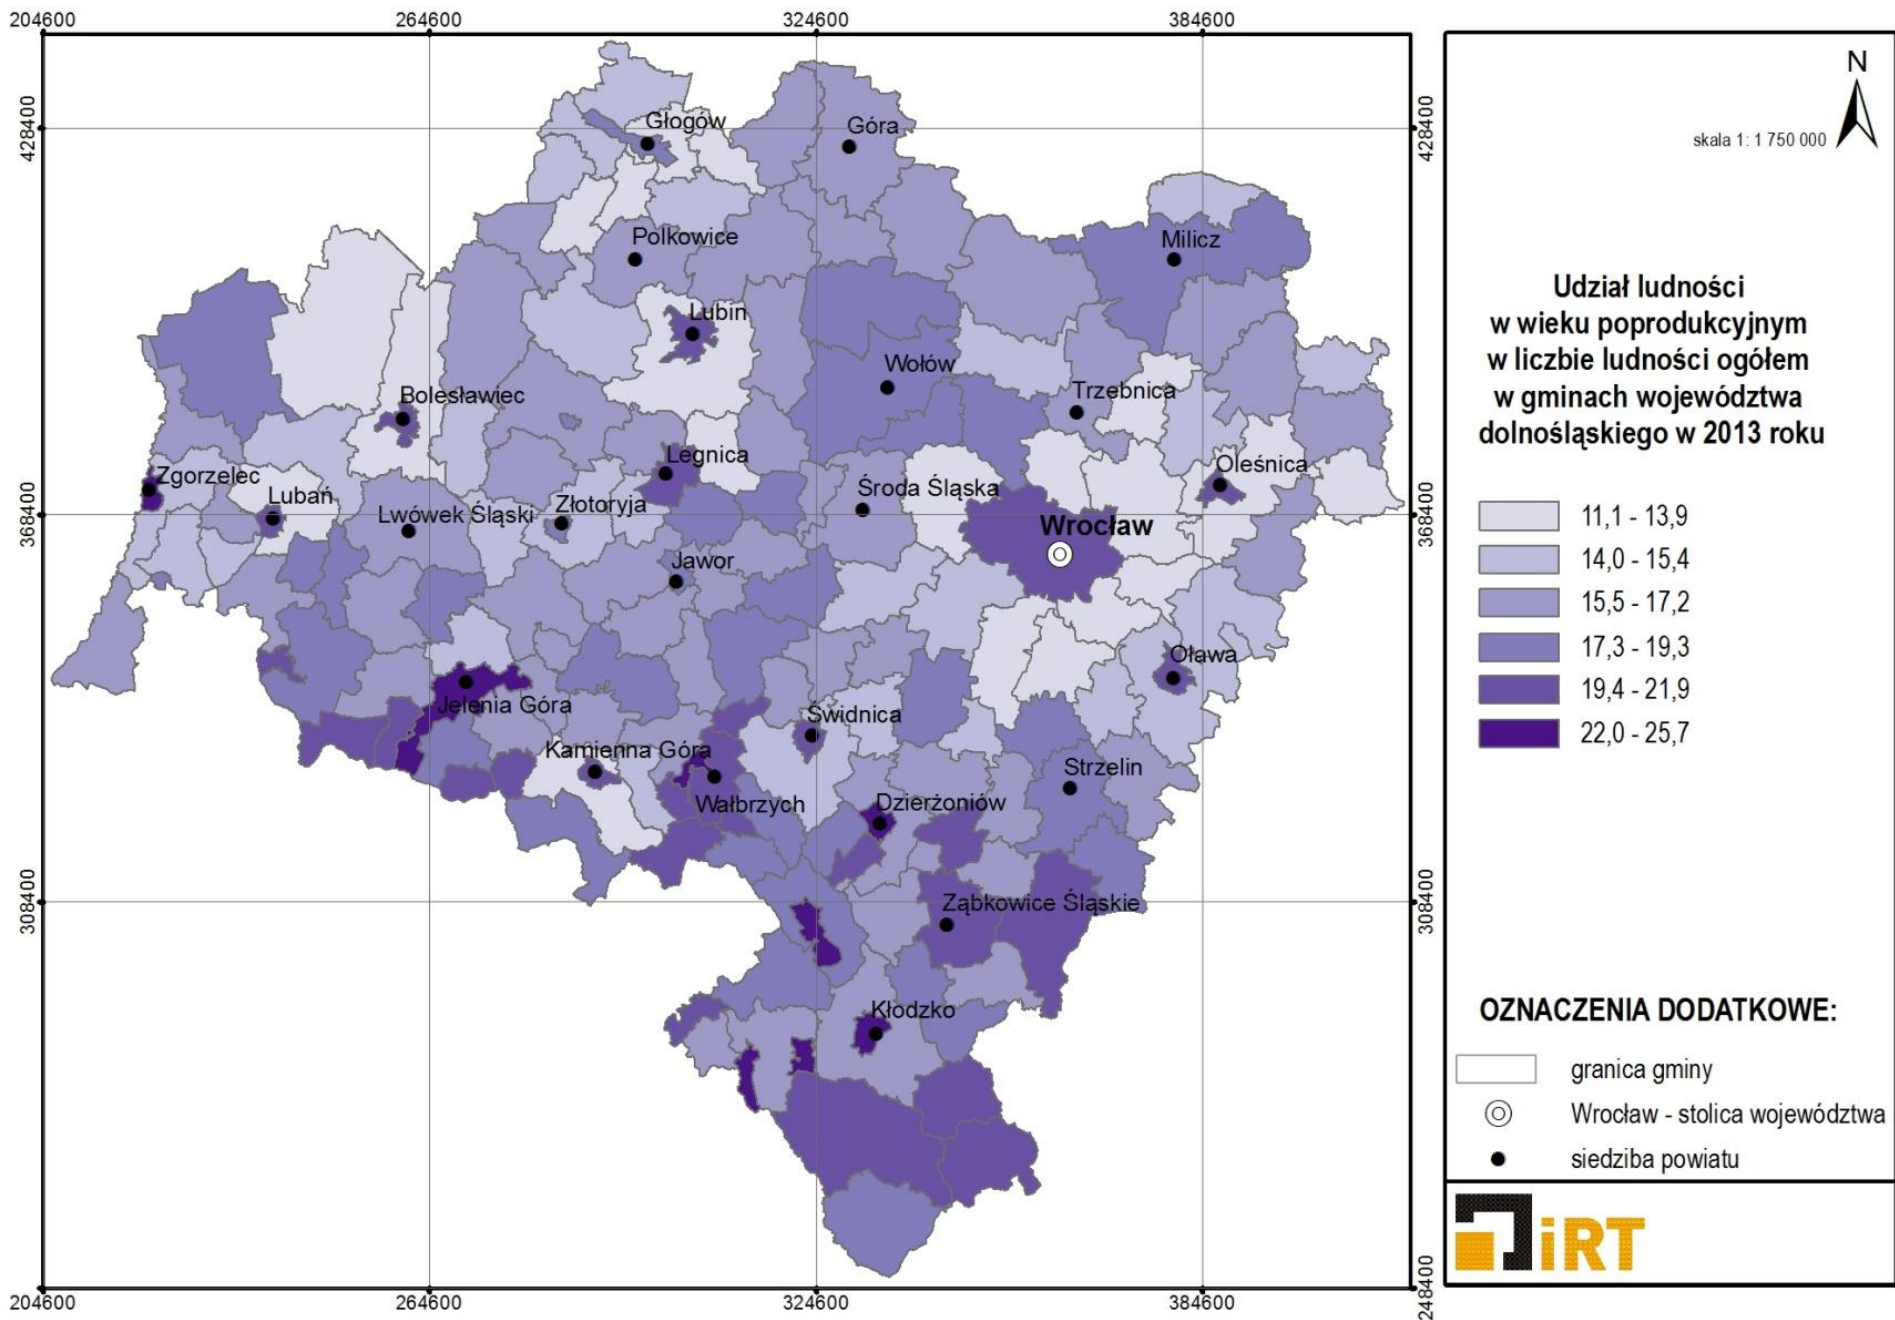 204600
264600
324600
384600
428400
428400
368400
368400
308400
308400
248400
204600
264600
324600
384600
Głogów
Góra
Polkowice
Milicz
Lubin
Wołów
Bolesławiec
Trzebnica
Legnica
Oleśnica
Zgorzelec
Lubań
Środa Śląska
Lwówek Śląski
Złotoryja
Wrocław
Jawor
Oława
Jelenia Góra
Świdnica
Kamienna Góra
Strzelin
Wałbrzych
Dzierżoniów
Ząbkowice Śląskie
Kłodzko
N
skala 1: 1 750 000
Udział ludności
w wieku poprodukcyjnym
w liczbie ludności ogółem
w gminach województwa
dolnośląskiego w 2013 roku
11,1 - 13,9
14,0 - 15,4
15,5 - 17,2
17,3 - 19,3
19,4 - 21,9
22,0 - 25,7
OZNACZENIA DODATKOWE:
granica gminy
Wrocław - stolica województwa
siedziba powiatu
iRT